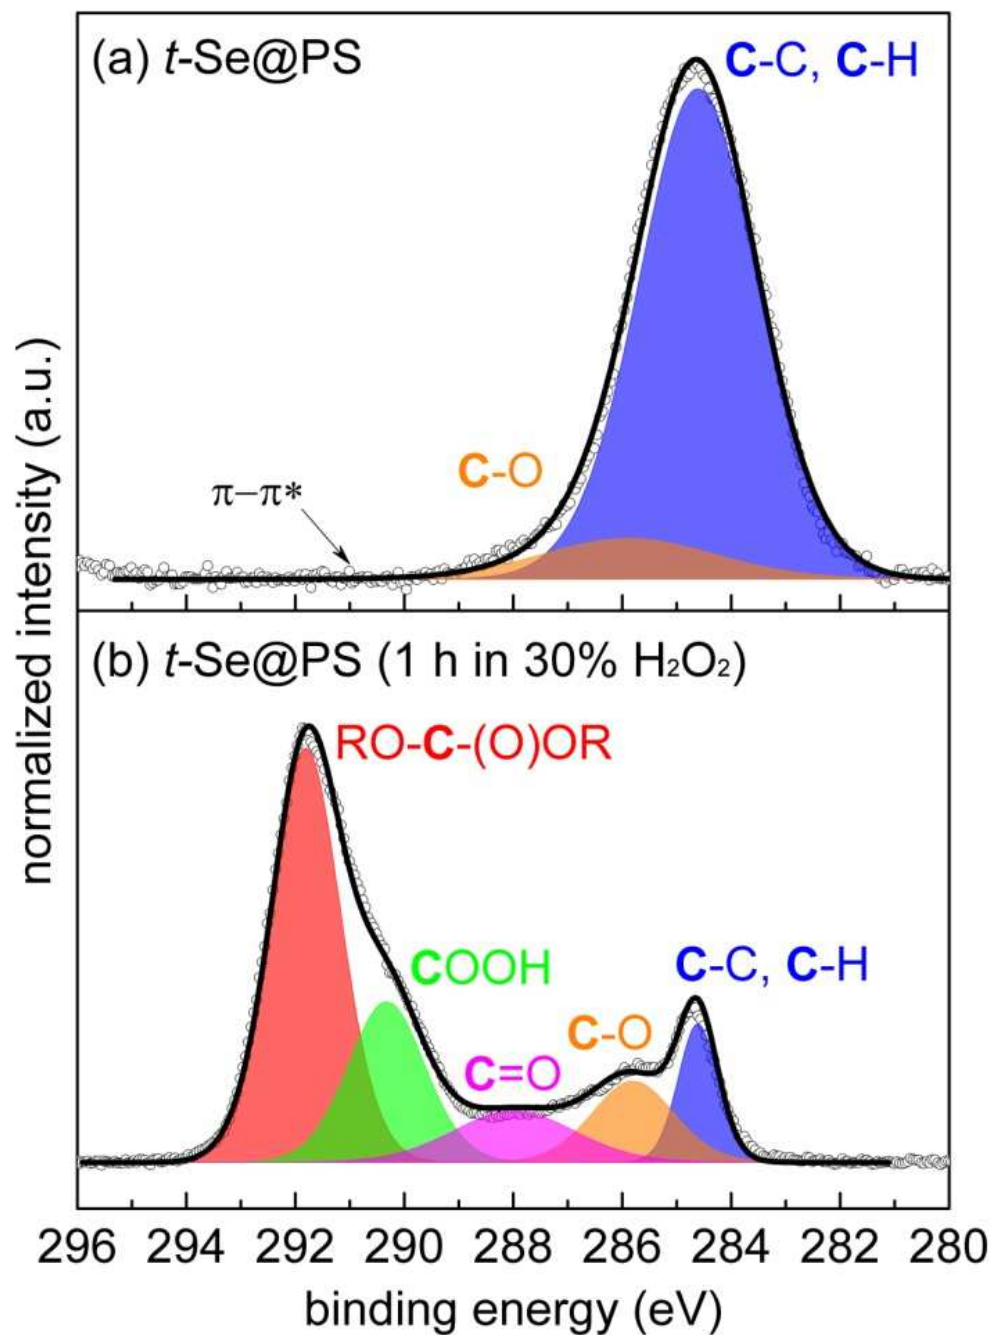 (a) t-Se@PS
C-C, C-H
C-O
π–π*
(b) t-Se@PS (1 h in 30% H₂O₂)
RO-C-(O)OR
COOH
C=O
C-O
C-C, C-H
normalized intensity (a.u.)
296 294 292 290 288 286 284 282 280
binding energy (eV)